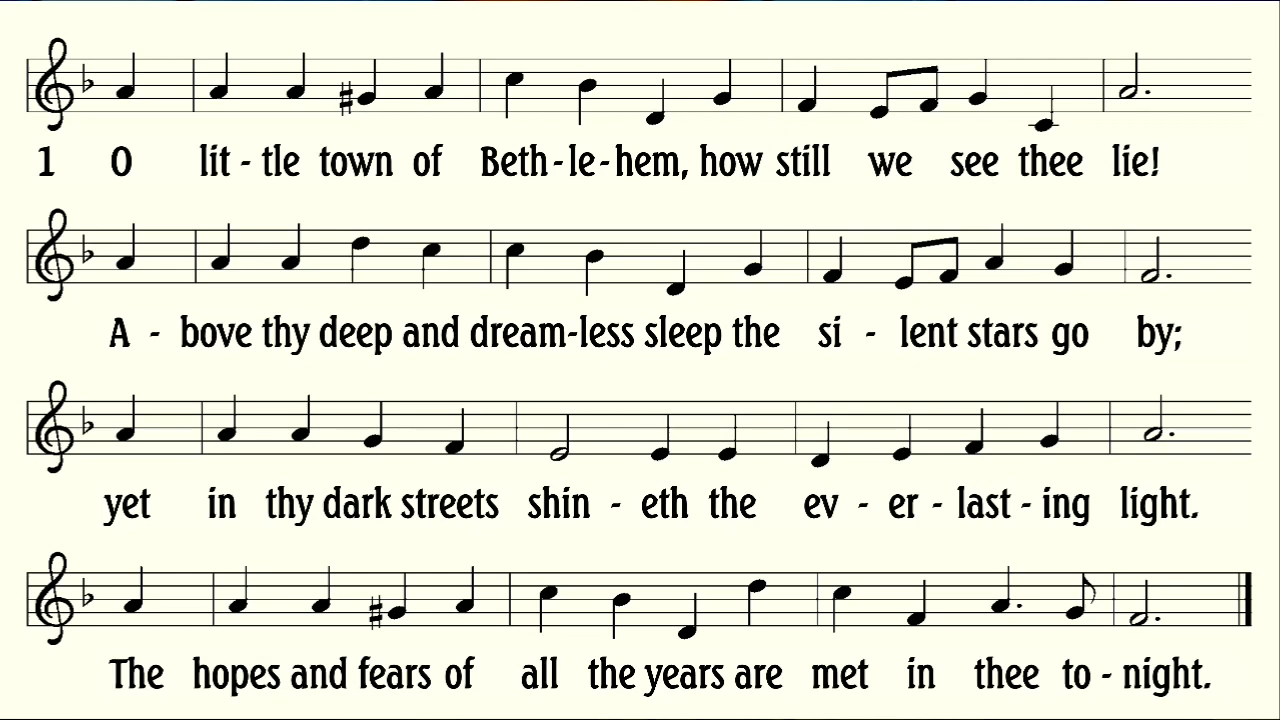 1 O lit - tle town of Beth - le - hem, how still we see thee lie!
A - bove thy deep and dream-less sleep the si - lent stars go by;
yet in thy dark streets shin - eth the ev - er - last - ing light.
The hopes and fears of all the years are met in thee to - night.